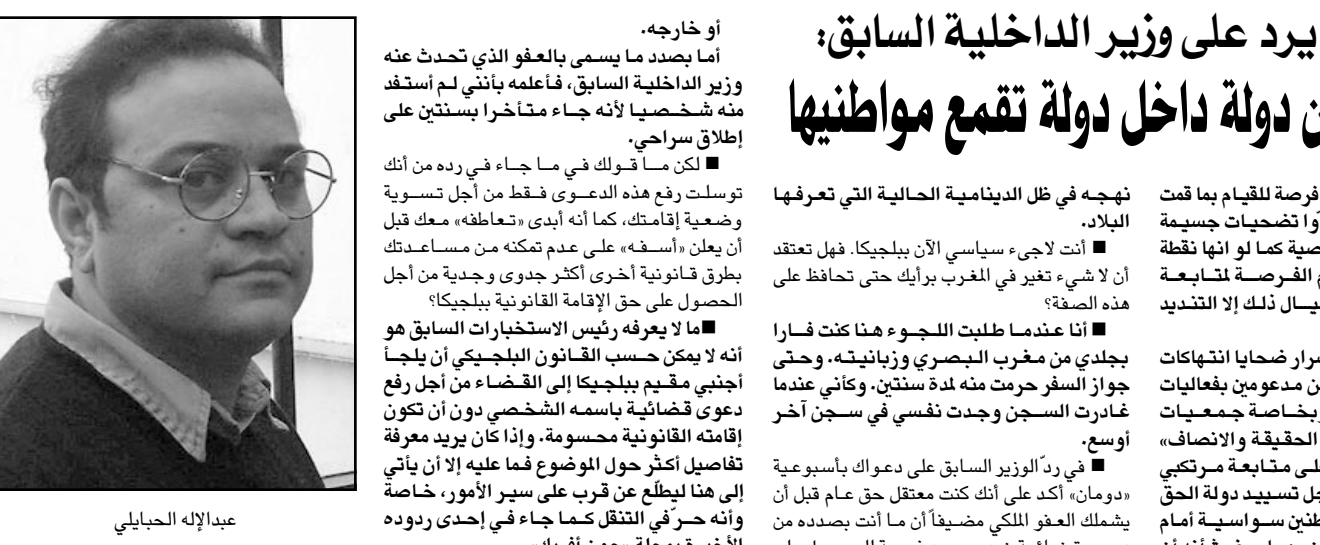 يرد على وزير الداخلية السابق:
دولة داخل دولة تقمع مواطنيها
فرصة للقيام بما قمت
تضحيات جسيمة
كما لو انها نقطة
الفرصة لمتابعة
ذلك إلا التنديد
ضحايا انتهاكات
مدعومين بفعاليات
وبخاصة جمعيات
الحقيقة والانصاف»
متابعة مرتكبي
تسييد دولة الحق
سواسية أمام
نهجه في ظل الدينامية الحالية التي تعرفها
البلاد.
■ أنت لاجىء سياسي الآن ببلجيكا. فهل تعتقد
أن لا شيء تغير في المغرب برأيك حتى تحافظ على
هذه الصفة؟
■ أنا عندما طلبت اللجوء هنا كنت فارا
بجلدي من مغرب البصري وزبانيته. وحتى
جواز السفر حرمت منه لمدة سنتين. وكأني عندما
غادرت السجن وجدت نفسي في سجن آخر
أوسع.
■ في ردّ الوزير السابق على دعواك بأسبوعية
«دومان» أكد على أنك كنت معتقل حق عام قبل أن
يشملك العفو الملكي مضيفاً أن ما أنت بصدده من
أو خارجه.
أما بصدد ما يسمى بالعفو الذي تحدث عنه
وزير الداخلية السابق، فأعلمه بأنني لم أستفد
منه شخصيا لأنه جاء متأخرا بسنتين على
إطلاق سراحي.
■ لكن ما قولك في ما جاء في رده من أنك
توسلت رفع هذه الدعوى فقط من أجل تسوية
وضعية إقامتك، كما أنه أبدى «تعاطفه» معك قبل
أن يعلن «أسفه» على عدم تمكنه من مساعدتك
بطرق قانونية أخرى أكثر جدوى وجدية من أجل
الحصول على حق الإقامة القانونية ببلجيكا؟
■ما لا يعرفه رئيس الاستخبارات السابق هو
أنه لا يمكن حسب القانون البلجيكي أن يلجأ
أجنبي مقيم ببلجيكا إلى القضاء من أجل رفع
دعوى قضائية باسمه الشخصي دون أن تكون
إقامته القانونية محسومة. وإذا كان يريد معرفة
تفاصيل أكثر حول الموضوع فما عليه إلا أن يأتي
إلى هنا ليطلّع عن قرب على سير الأمور، خاصة
وأنه حرّ في التنقل كما جاء في إحدى ردوده
عبدالإله الحبايلي